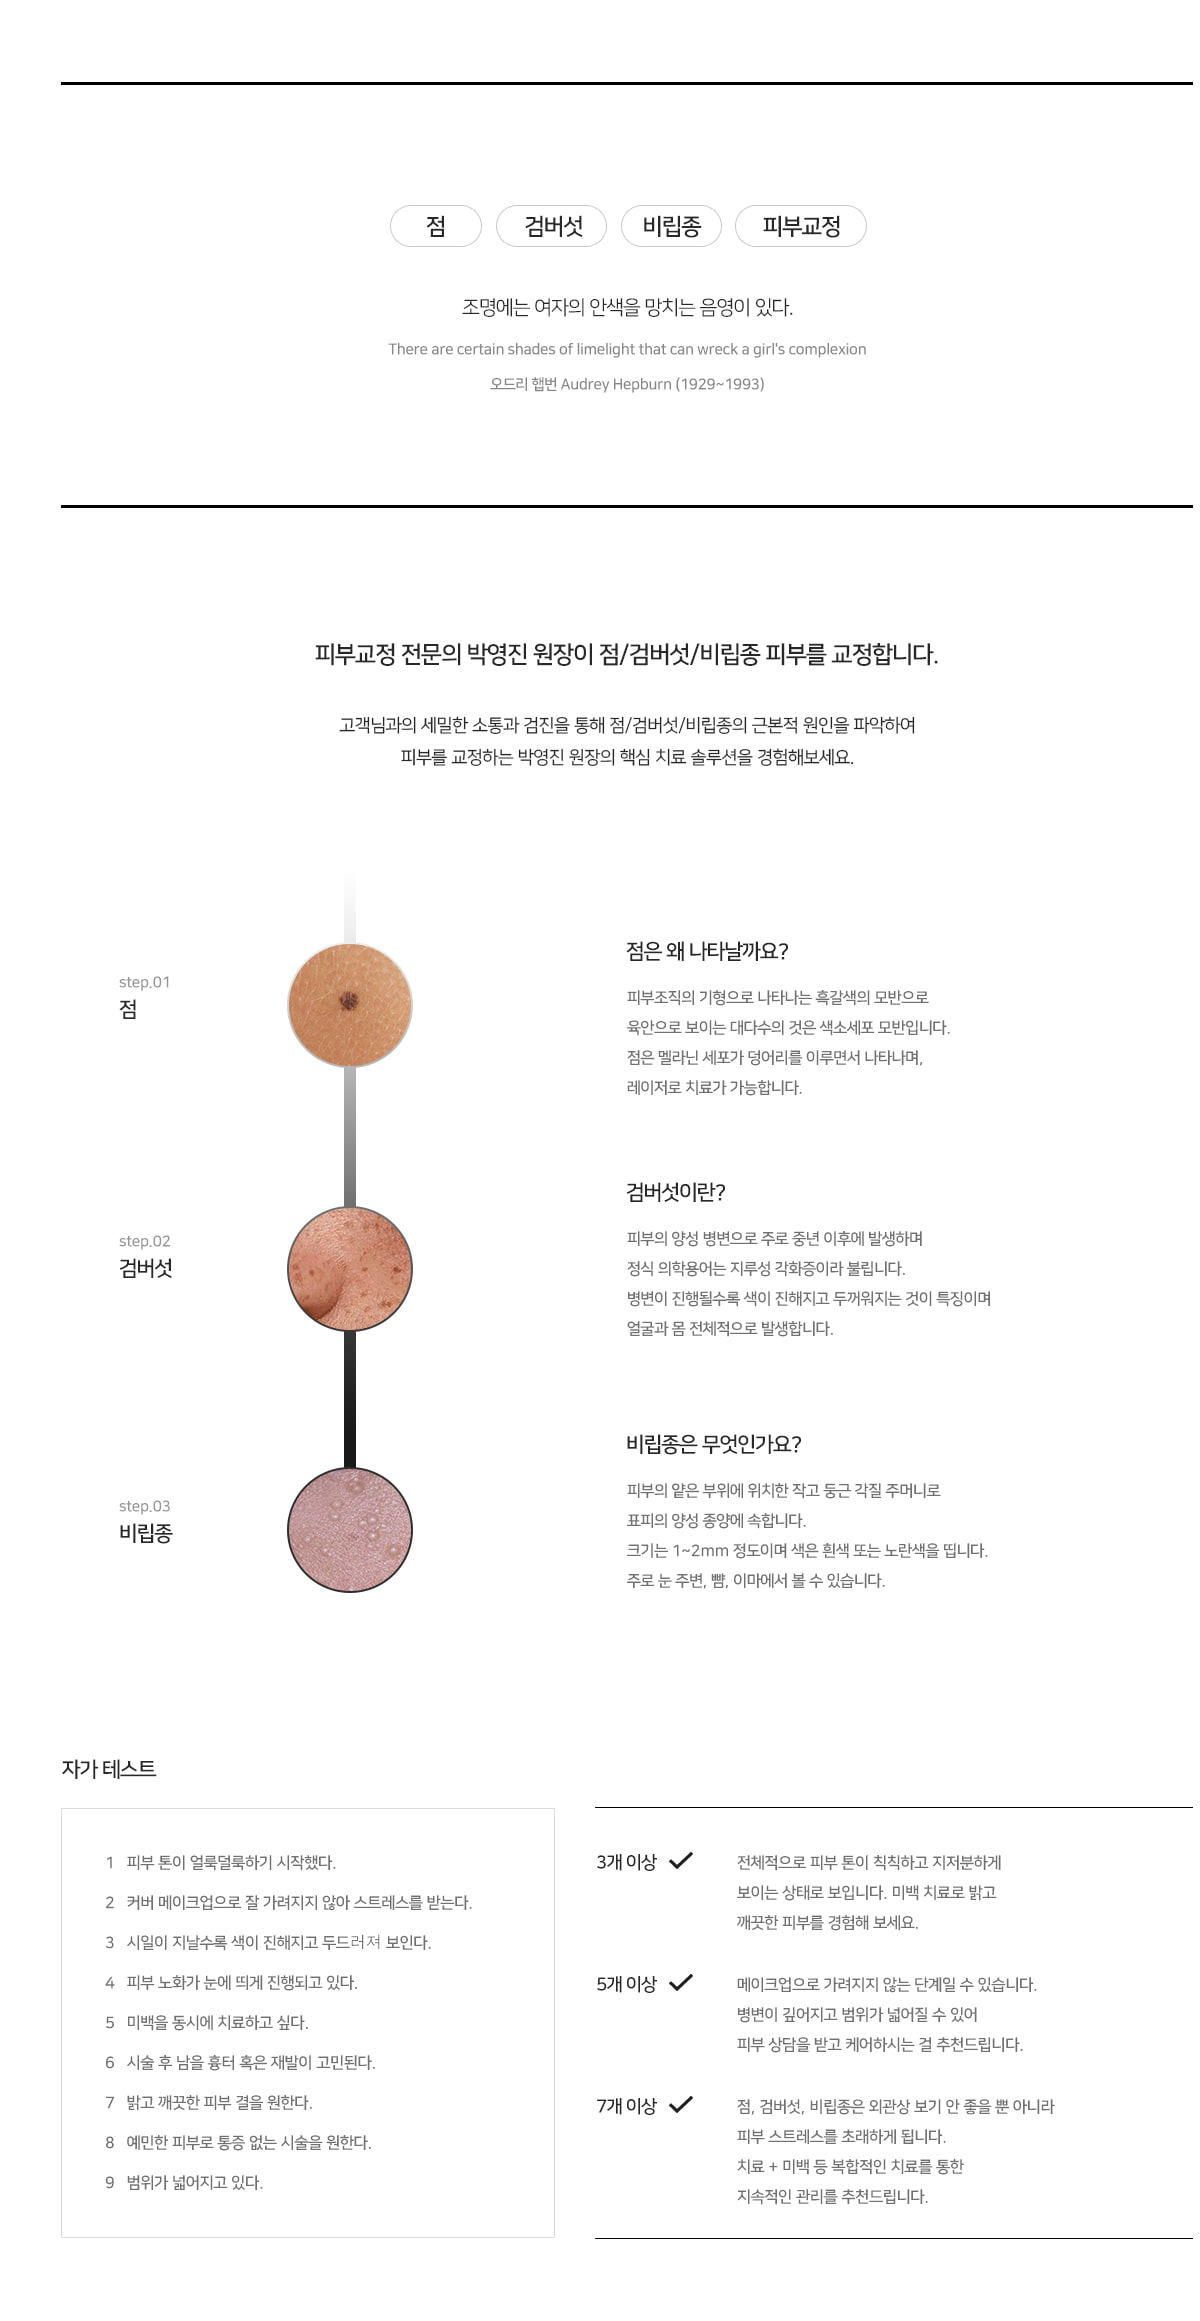 점
검버섯
비립종
피부교정
조명에는 여자의 안색을 망치는 음영이 있다.
There are certain shades of limelight that can wreck a girl's complexion
오드리 햅번 Audrey Hepburn (1929~1993)
피부교정 전문의 박영진 원장이 점/검버섯/비립종 피부를 교정합니다.
고객님과의 세밀한 소통과 검진을 통해 점/검버섯/비립종의 근본적 원인을 파악하여
피부를 교정하는 박영진 원장의 핵심 치료 솔루션을 경험해보세요.
step.01
점
점은 왜 나타날까요?
피부조직의 기형으로 나타나는 흑갈색의 모반으로
육안으로 보이는 대다수의 것은 색소세포 모반입니다.
점은 멜라닌 세포가 덩어리를 이루면서 나타나며,
레이저로 치료가 가능합니다.
step.02
검버섯
검버섯이란?
피부의 양성 병변으로 주로 중년 이후에 발생하며
정식 의학용어는 지루성 각화증이라 불립니다.
병변이 진행될수록 색이 진해지고 두꺼워지는 것이 특징이며
얼굴과 몸 전체적으로 발생합니다.
step.03
비립종
비립종은 무엇인가요?
피부의 얕은 부위에 위치한 작고 둥근 각질 주머니로
표피의 양성 종양에 속합니다.
크기는 1~2mm 정도이며 색은 흰색 또는 노란색을 띱니다.
주로 눈 주변, 뺨, 이마에서 볼 수 있습니다.
자가 테스트
1 피부 톤이 얼룩덜룩하기 시작했다.
2 커버 메이크업으로 잘 가려지지 않아 스트레스를 받는다.
3 시일이 지날수록 색이 진해지고 두드러져 보인다.
4 피부 노화가 눈에 띄게 진행되고 있다.
5 미백을 동시에 치료하고 싶다.
6 시술 후 남을 흉터 혹은 재발이 고민된다.
7 밝고 깨끗한 피부 결을 원한다.
8 예민한 피부로 통증 없는 시술을 원한다.
9 범위가 넓어지고 있다.
3개 이상
전체적으로 피부 톤이 칙칙하고 지저분하게
보이는 상태로 보입니다. 미백 치료로 밝고
깨끗한 피부를 경험해 보세요.
5개 이상
메이크업으로 가려지지 않는 단계일 수 있습니다.
병변이 깊어지고 범위가 넓어질 수 있어
피부 상담을 받고 케어하시는 걸 추천드립니다.
7개 이상
점, 검버섯, 비립종은 외관상 보기 안 좋을 뿐 아니라
피부 스트레스를 초래하게 됩니다.
치료 + 미백 등 복합적인 치료를 통한
지속적인 관리를 추천드립니다.